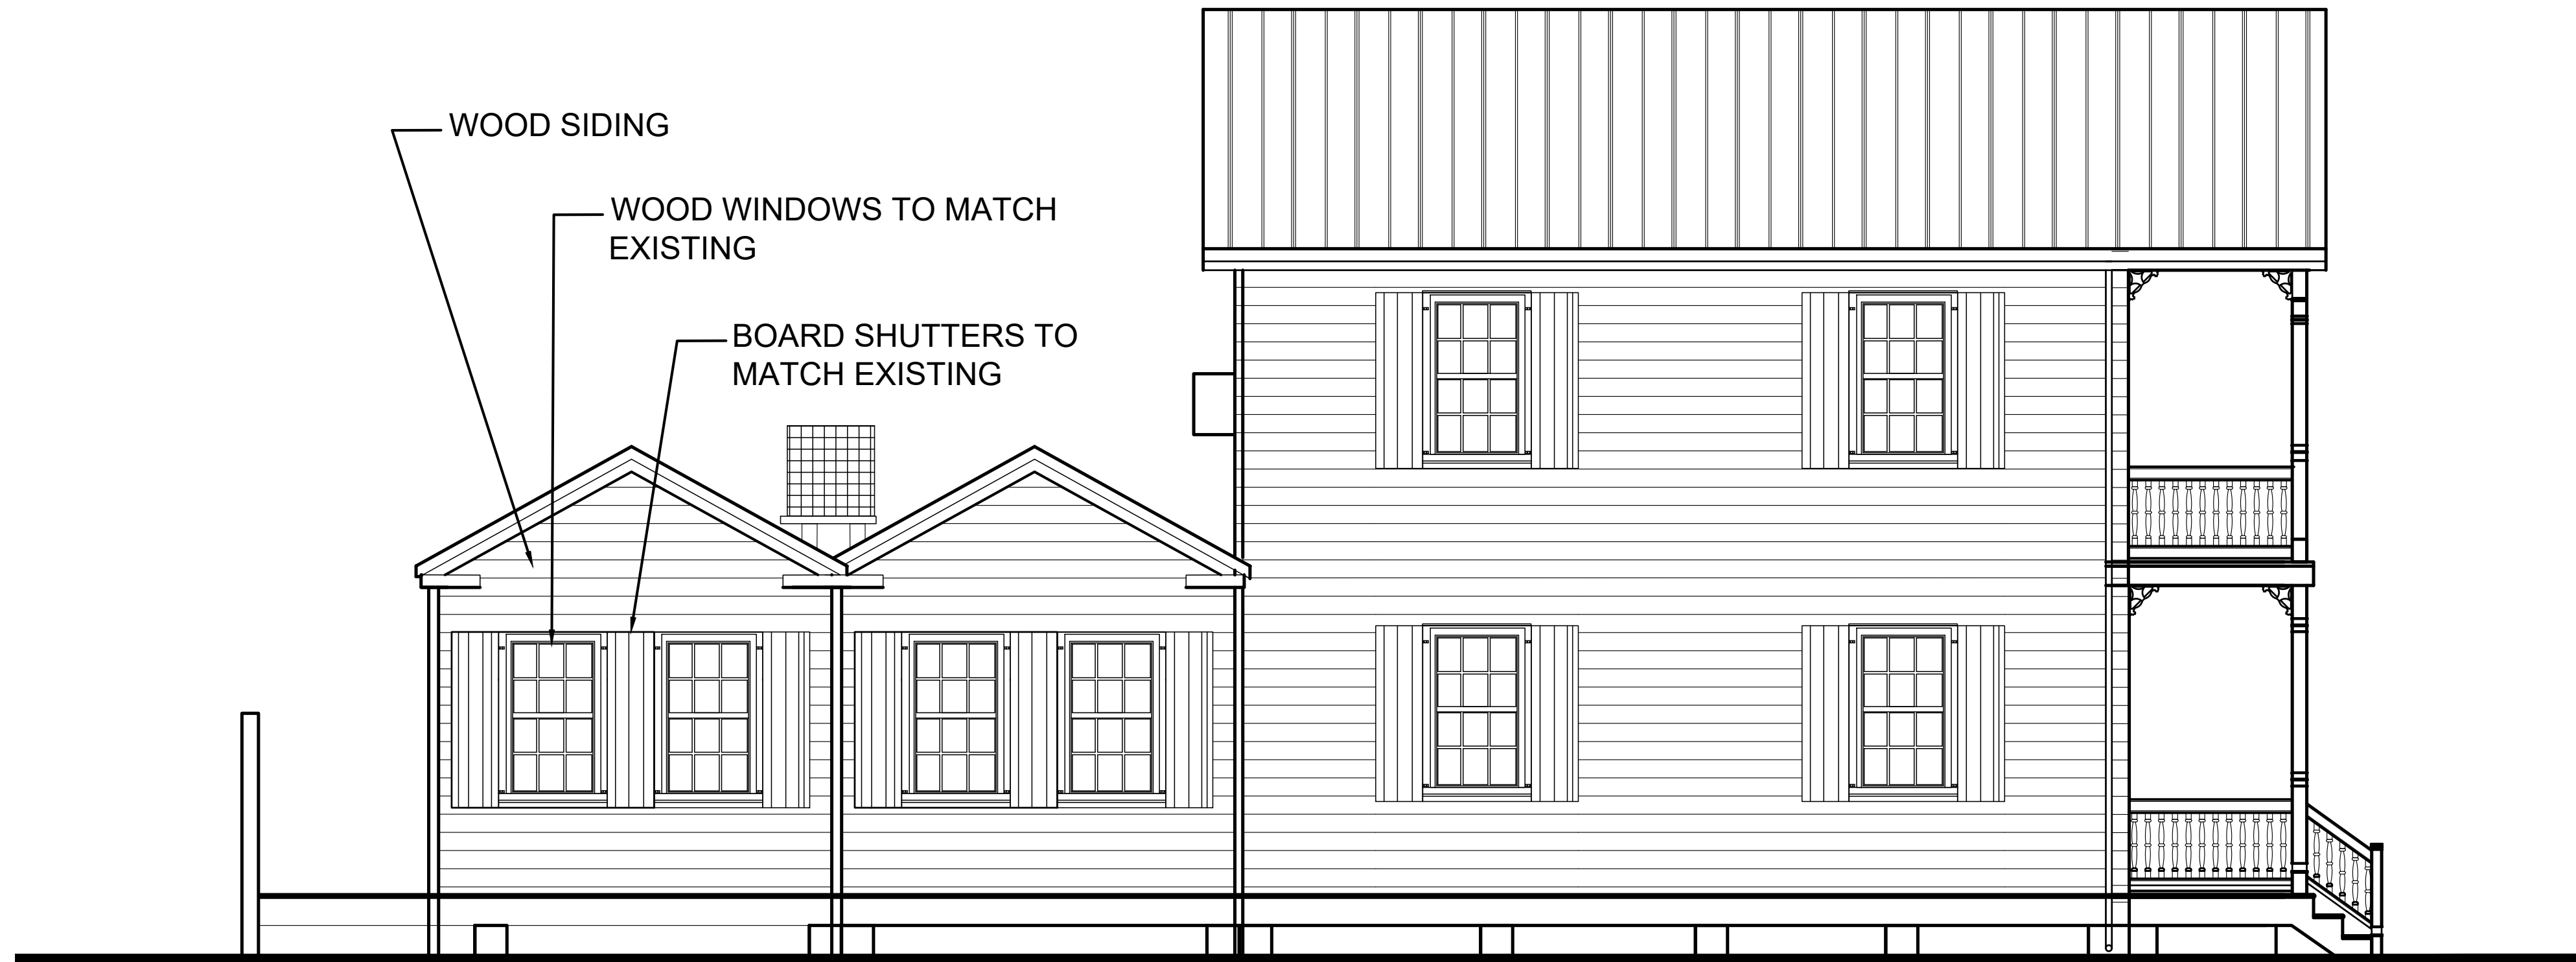 WOOD SIDING
WOOD WINDOWS TO MATCH
EXISTING
BOARD SHUTTERS TO
MATCH EXISTING